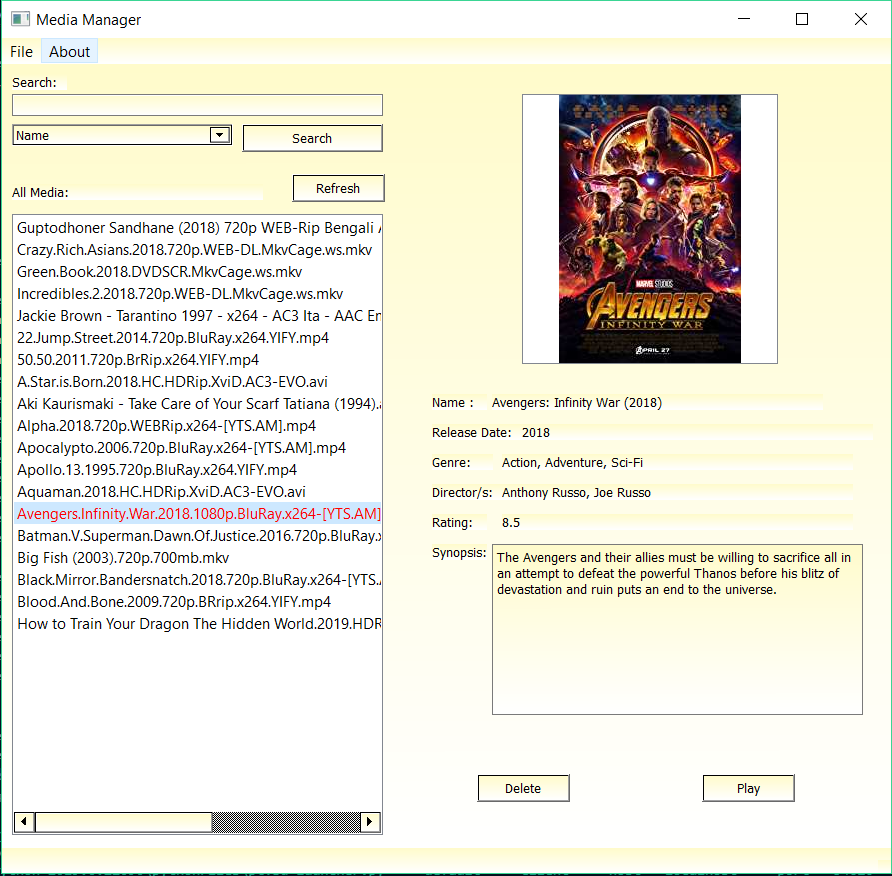 Media Manager
File About
Search:
Name
Search
All Media:
Refresh
Guptodhoner Sandhane (2018) 720p WEB-Rip Bengali
Crazy.Rich.Asians.2018.720p.WEB-DL.MkvCage.ws.mkv
Green.Book.2018.DVDSCR.MkvCage.ws.mkv
Incredibles.2.2018.720p.WEB-DL.MkvCage.ws.mkv
Jackie Brown - Tarantino 1997 - x264 - AC3 Ita - AAC En
22.Jump.Street.2014.720p.BluRay.x264.YIFY.mp4
50.50.2011.720p.BrRip.x264.YIFY.mp4
A.Star.is.Born.2018.HC.HDRip.XviD.AC3-EVO.avi
Aki Kaurismaki - Take Care of Your Scarf Tatiana (1994).
Alpha.2018.720p.WEBRip.x264-[YTS.AM].mp4
Apocalypto.2006.720p.BluRay.x264-[YTS.AM].mp4
Apollo.13.1995.720p.BluRay.x264.YIFY.mp4
Aquaman.2018.HC.HDRip.XviD.AC3-EVO.avi
Avengers.Infinity.War.2018.1080p.BluRay.x264-[YTS.AM]
Batman.V.Superman.Dawn.Of.Justice.2016.720p.BluRay.x
Big Fish (2003).720p.700mb.mkv
Black.Mirror.Bandersnatch.2018.720p.BluRay.x264-[YTS.
Blood.And.Bone.2009.720p.BRrip.x264.YIFY.mp4
How to Train Your Dragon The Hidden World.2019.HDR
MARVEL STUDIOS
AVENGERS
INFINITY WAR
APRIL 27
Name : Avengers: Infinity War (2018)
Release Date: 2018
Genre: Action, Adventure, Sci-Fi
Director/s: Anthony Russo, Joe Russo
Rating: 8.5
Synopsis:
The Avengers and their allies must be willing to sacrifice all in
an attempt to defeat the powerful Thanos before his blitz of
devastation and ruin puts an end to the universe.
Delete
Play